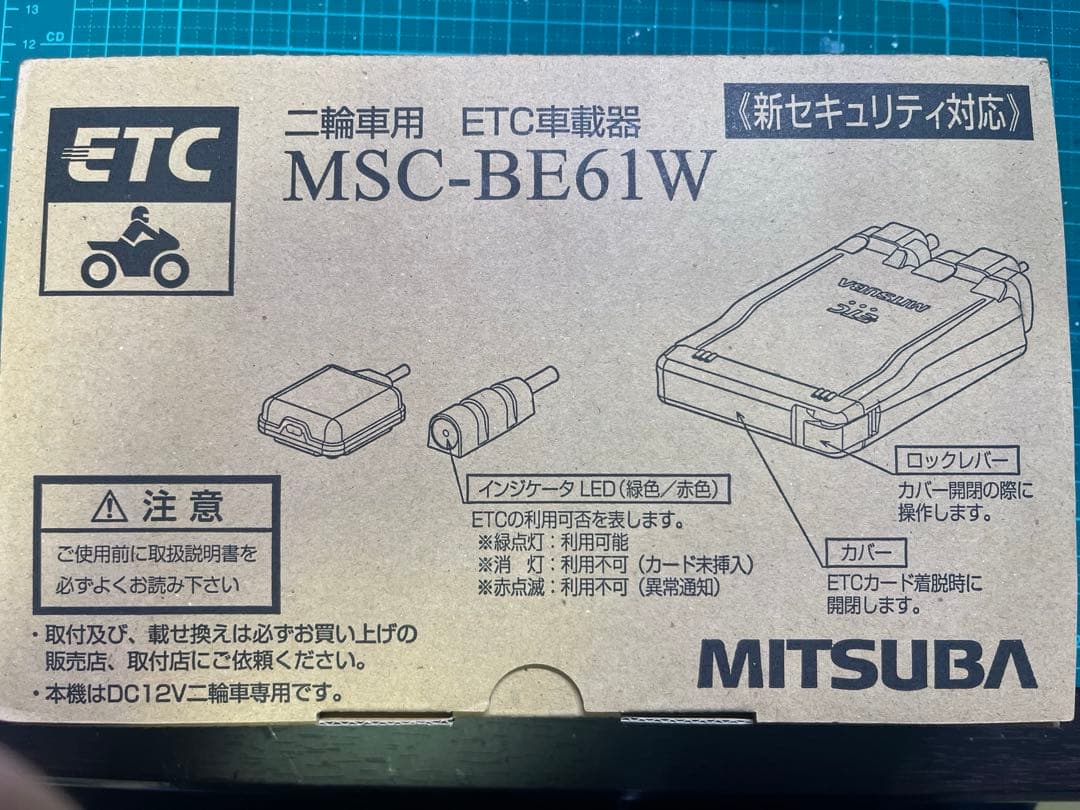 13
12 CD
ETC
二輪車用 ETC車載器
MSC-BE61W
《新セキュリティ対応》
MITSUBA
ETC
インジケータ LED(緑色/赤色)
ETCの利用可否を表します。
※緑点灯:利用可能
※消 灯:利用不可(カード未挿入)
※赤点滅:利用不可(異常通知)
ロックレバー
カバー開閉の際に
操作します。
カバー
ETCカード着脱時に
開閉します。
⚠ 注意
ご使用前に取扱説明書を
必ずよくお読み下さい
・取付及び、載せ換えは必ずお買い上げの
販売店、取付店にご依頼ください。
・本機はDC12V二輪車専用です。
MITSUBA